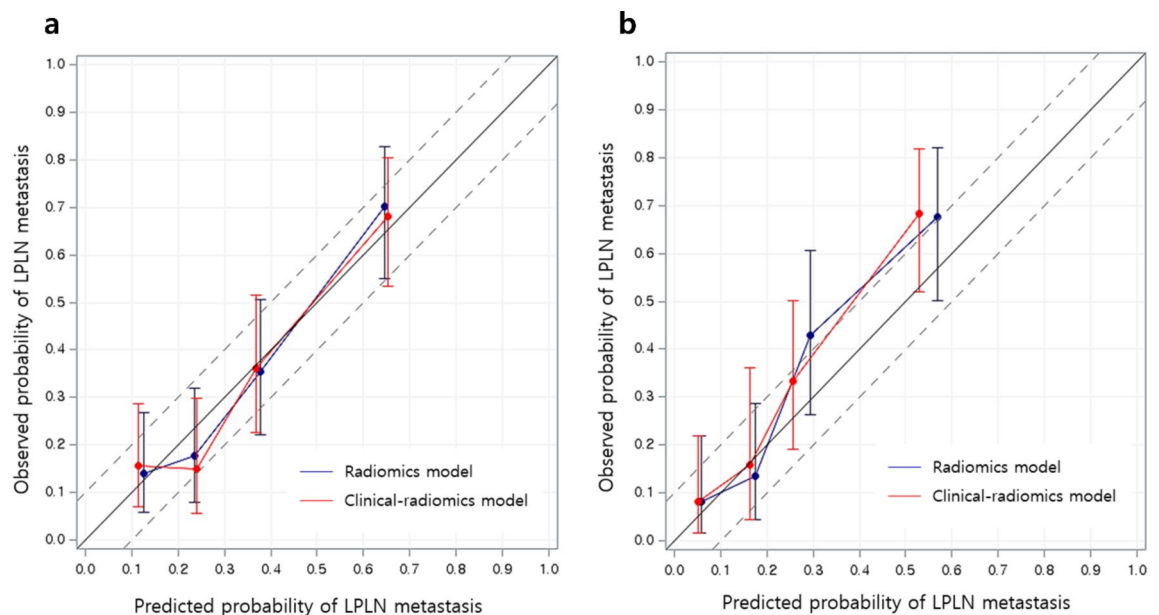 a
1.0
0.9
0.8
0.7
0.6
0.5
0.4
0.3
0.2
0.1
0.0
Observed probability of LPLN metastasis
Radiomics model
Clinical-radiomics model
0.0 0.1 0.2 0.3 0.4 0.5 0.6 0.7 0.8 0.9 1.0
Predicted probability of LPLN metastasis
b
1.0
0.9
0.8
0.7
0.6
0.5
0.4
0.3
0.2
0.1
0.0
Observed probability of LPLN metastasis
Radiomics model
Clinical-radiomics model
0.0 0.1 0.2 0.3 0.4 0.5 0.6 0.7 0.8 0.9 1.0
Predicted probability of LPLN metastasis